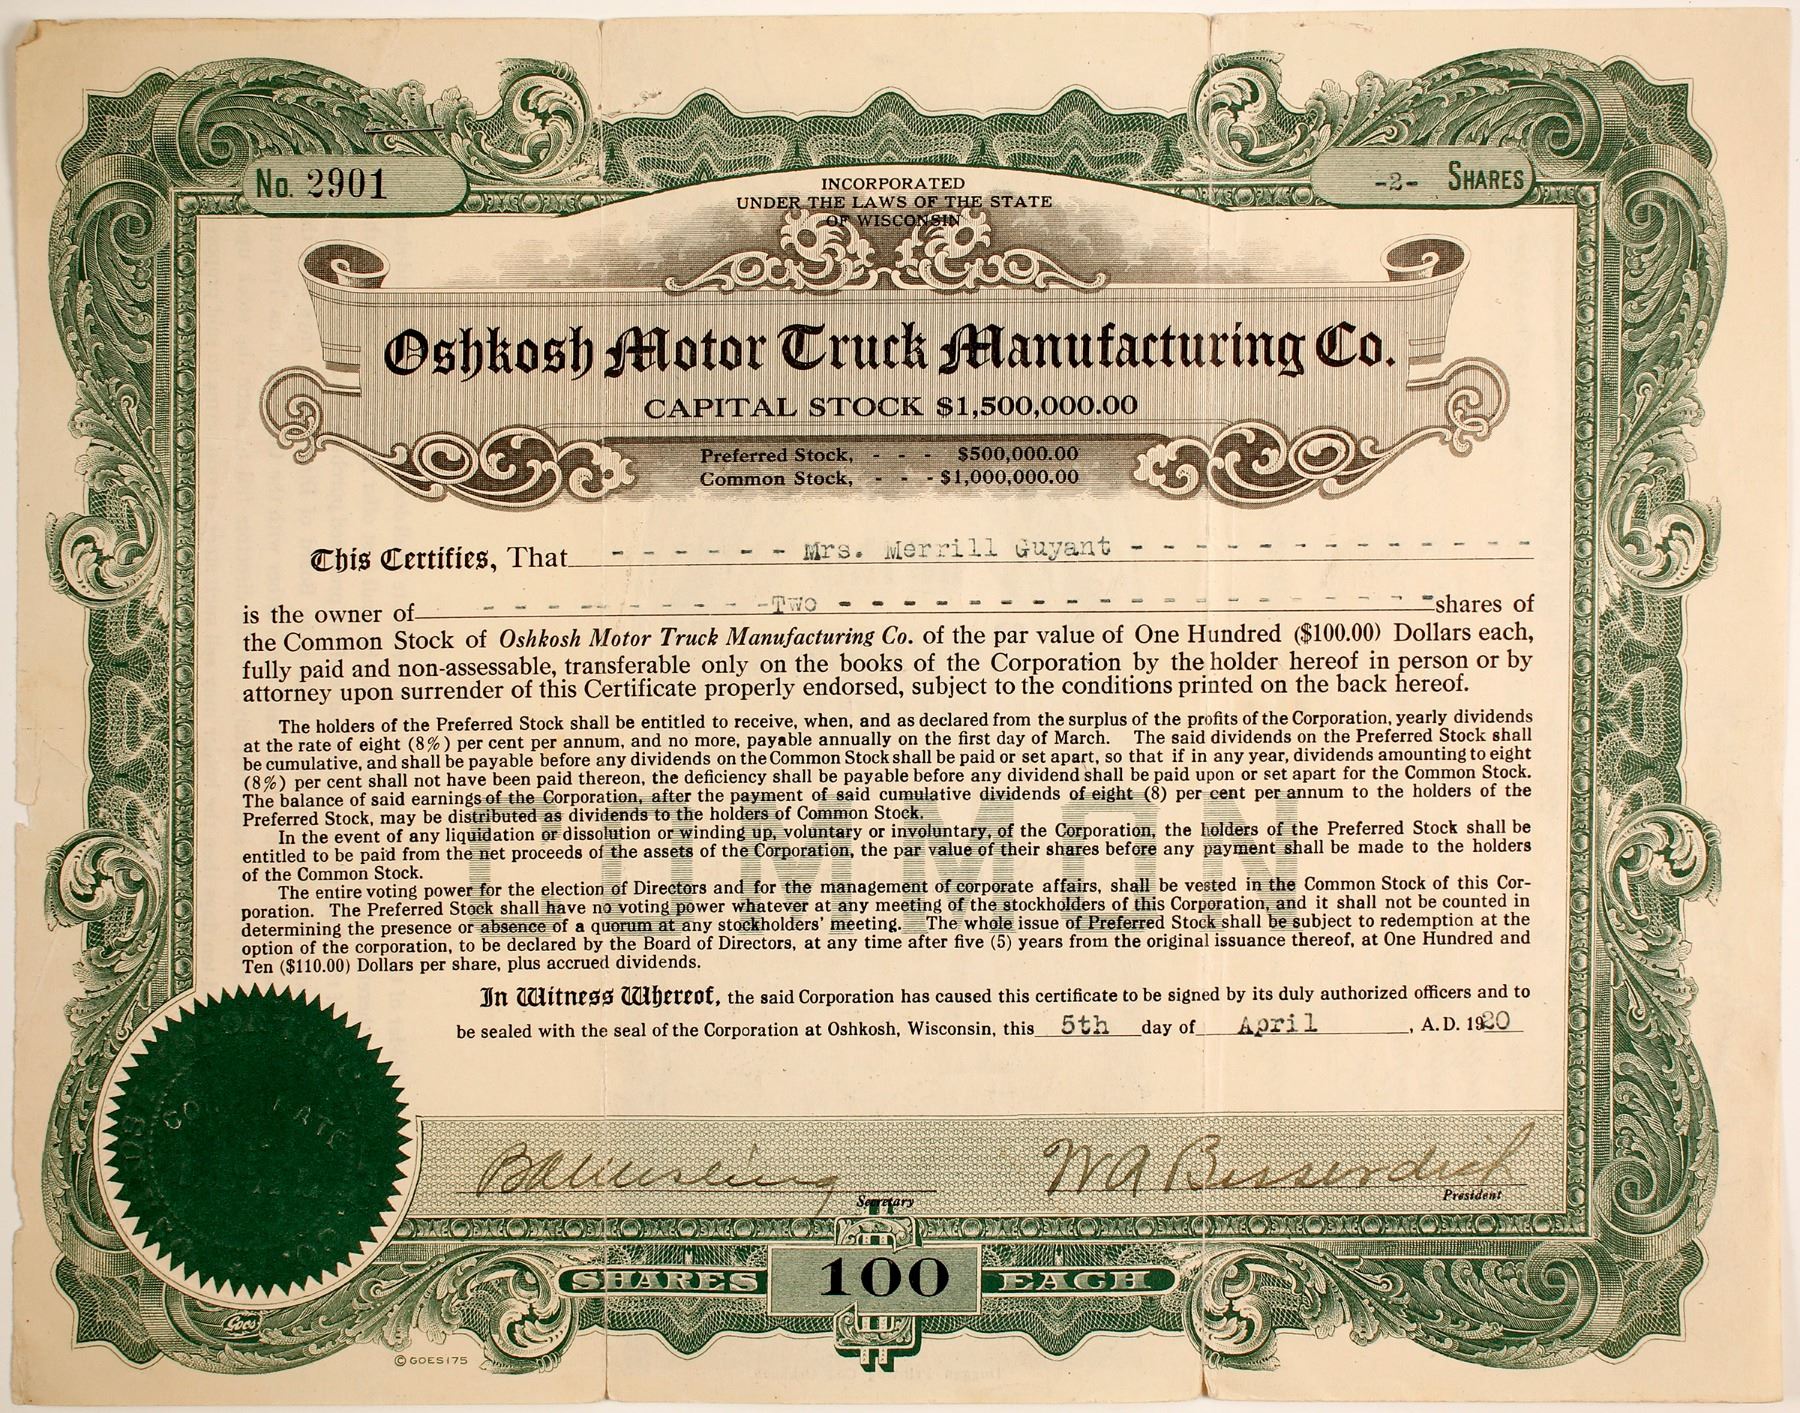 No. 2901
-2- SHARES
INCORPORATED
UNDER THE LAWS OF THE STATE
OF WISCONSIN
Oshkosh Motor Truck Manufacturing Co.
CAPITAL STOCK $1,500,000.00
Preferred Stock, - - - $500,000.00
Common Stock, - - - $1,000,000.00
This Certifies, That - - - - - - Mrs. Merrill Guyant - - - - - - - - - - - -
is the owner of - - - - - - - - -Two - - - - - - - - - - - - - - - - - - shares of
the Common Stock of Oshkosh Motor Truck Manufacturing Co. of the par value of One Hundred ($100.00) Dollars each,
fully paid and non-assessable, transferable only on the books of the Corporation by the holder hereof in person or by
attorney upon surrender of this Certificate properly endorsed, subject to the conditions printed on the back hereof.
The holders of the Preferred Stock shall be entitled to receive, when, and as declared from the surplus of the profits of the Corporation, yearly dividends
at the rate of eight (8%) per cent per annum, and no more, payable annually on the first day of March. The said dividends on the Preferred Stock shall
be cumulative, and shall be payable before any dividends on the Common Stock shall be paid or set apart, so that if in any year, dividends amounting to eight
(8%) per cent shall not have been paid thereon, the deficiency shall be payable before any dividend shall be paid upon or set apart for the Common Stock.
The balance of said earnings of the Corporation, after the payment of said cumulative dividends of eight (8) per cent per annum to the holders of the
Preferred Stock, may be distributed as dividends to the holders of Common Stock.
In the event of any liquidation or dissolution or winding up, voluntary or involuntary, of the Corporation, the holders of the Preferred Stock shall be
entitled to be paid from the net proceeds of the assets of the Corporation, the par value of their shares before any payment shall be made to the holders
of the Common Stock.
COMMON
The entire voting power for the election of Directors and for the management of corporate affairs, shall be vested in the Common Stock of this Cor-
poration. The Preferred Stock shall have no voting power whatever at any meeting of the stockholders of this Corporation, and it shall not be counted in
determining the presence or absence of a quorum at any stockholders' meeting. The whole issue of Preferred Stock shall be subject to redemption at the
option of the corporation, to be declared by the Board of Directors, at any time after five (5) years from the original issuance thereof, at One Hundred and
Ten ($110.00) Dollars per share, plus accrued dividends.
In Witness Whereof, the said Corporation has caused this certificate to be signed by its duly authorized officers and to
be sealed with the seal of the Corporation at Oshkosh, Wisconsin, this 5th day of April, A.D. 1920
W A Besserdich
Secretary
President
SHARES $100 EACH
Goes
© GOES 175